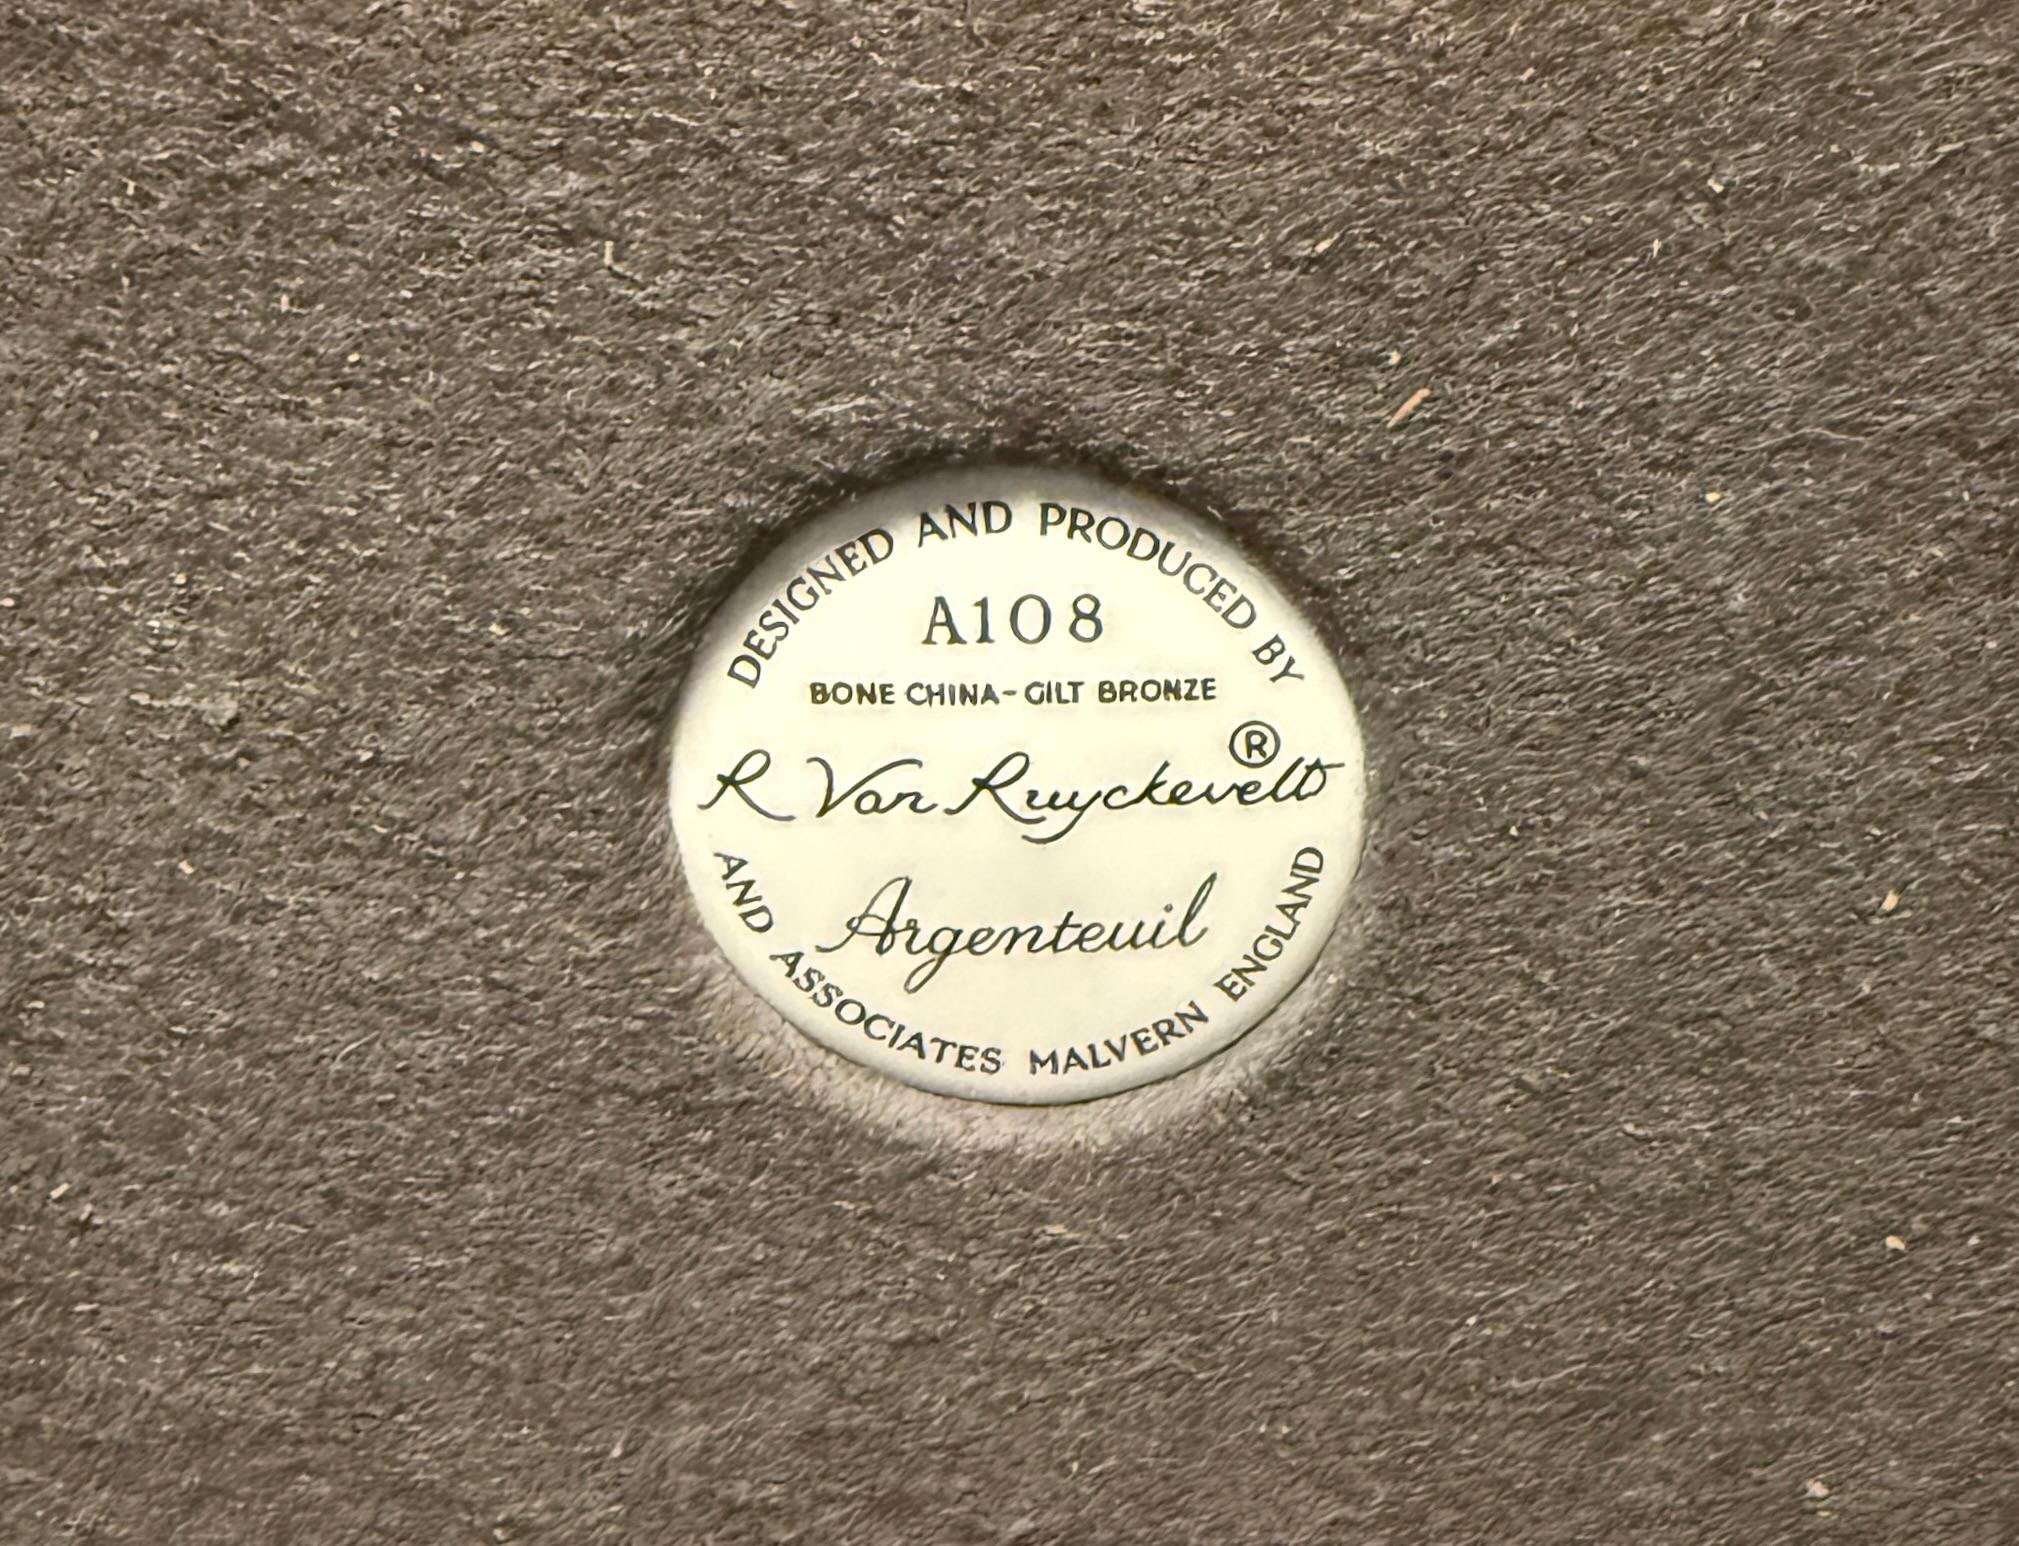 DESIGNED AND PRODUCED BY
A108
BONE CHINA-GILT BRONZE
R Van Ruyckevelt ®
Argenteuil
AND ASSOCIATES MALVERN ENGLAND